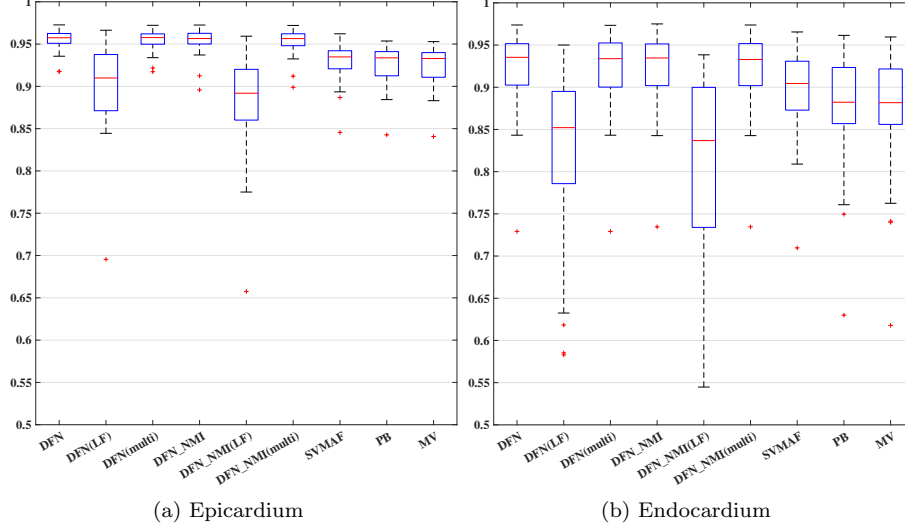 1
0.95
0.9
0.85
0.8
0.75
0.7
0.65
0.6
0.55
0.5
DFN
DFN(LF)
DFN(multi)
DFN_NMI
DFN_NMI(LF)
DFN_NMI(multi)
SVMAF
PB
MV
(a) Epicardium
1
0.95
0.9
0.85
0.8
0.75
0.7
0.65
0.6
0.55
0.5
DFN
DFN(LF)
DFN(multi)
DFN_NMI
DFN_NMI(LF)
DFN_NMI(multi)
SVMAF
PB
MV
(b) Endocardium